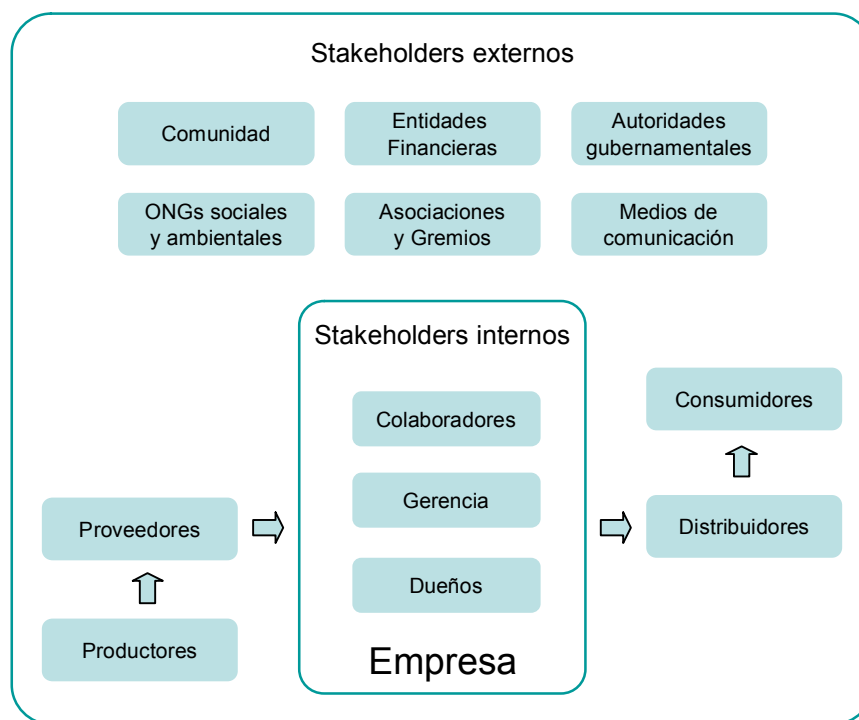 Stakeholders externos
Comunidad
Entidades
Financieras
Autoridades
gubernamentales
ONGs sociales
y ambientales
Asociaciones
y Gremios
Medios de
comunicación
Stakeholders internos
Colaboradores
Gerencia
Dueños
Empresa
Proveedores
Productores
Consumidores
Distribuidores